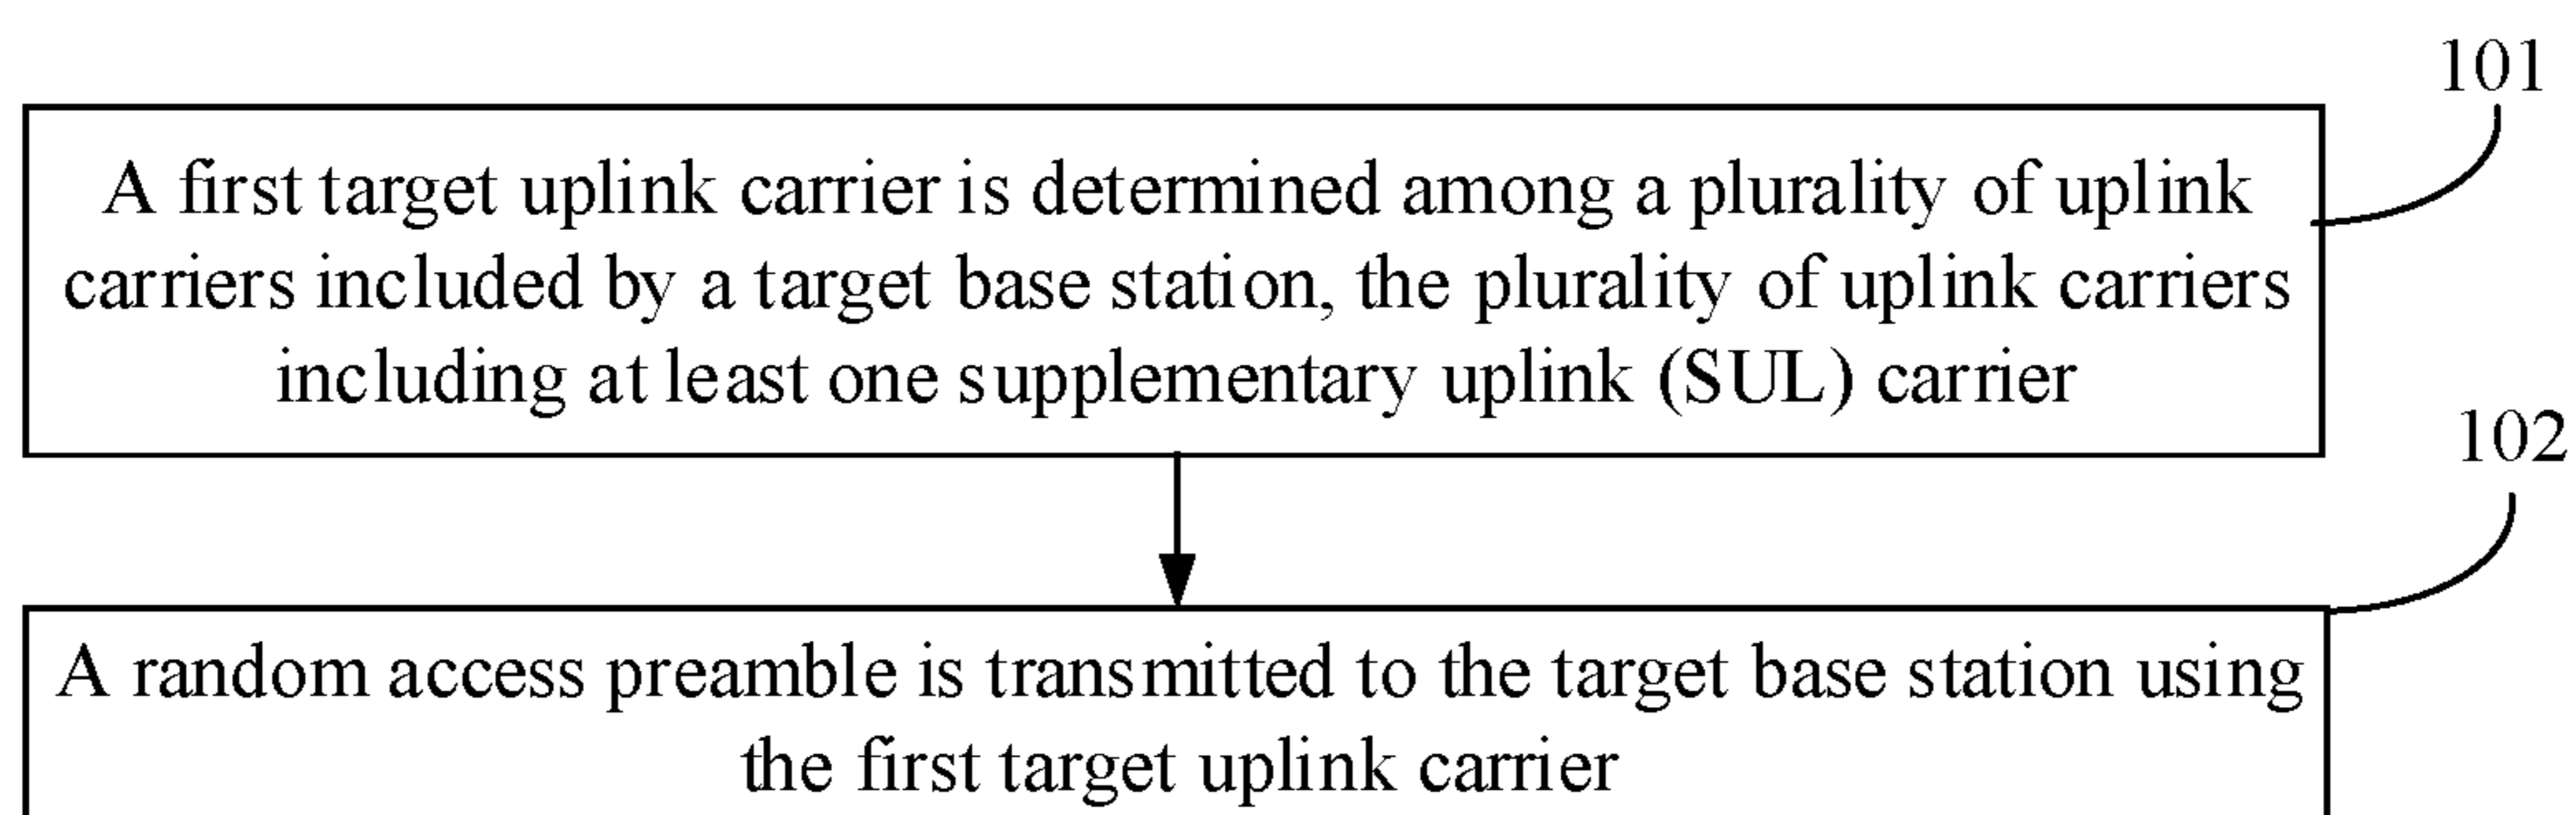 101
A first target uplink carrier is determined among a plurality of uplink
carriers included by a target base station, the plurality of uplink carriers
including at least one supplementary uplink (SUL) carrier
102
A random access preamble is transmitted to the target base station using
the first target uplink carrier